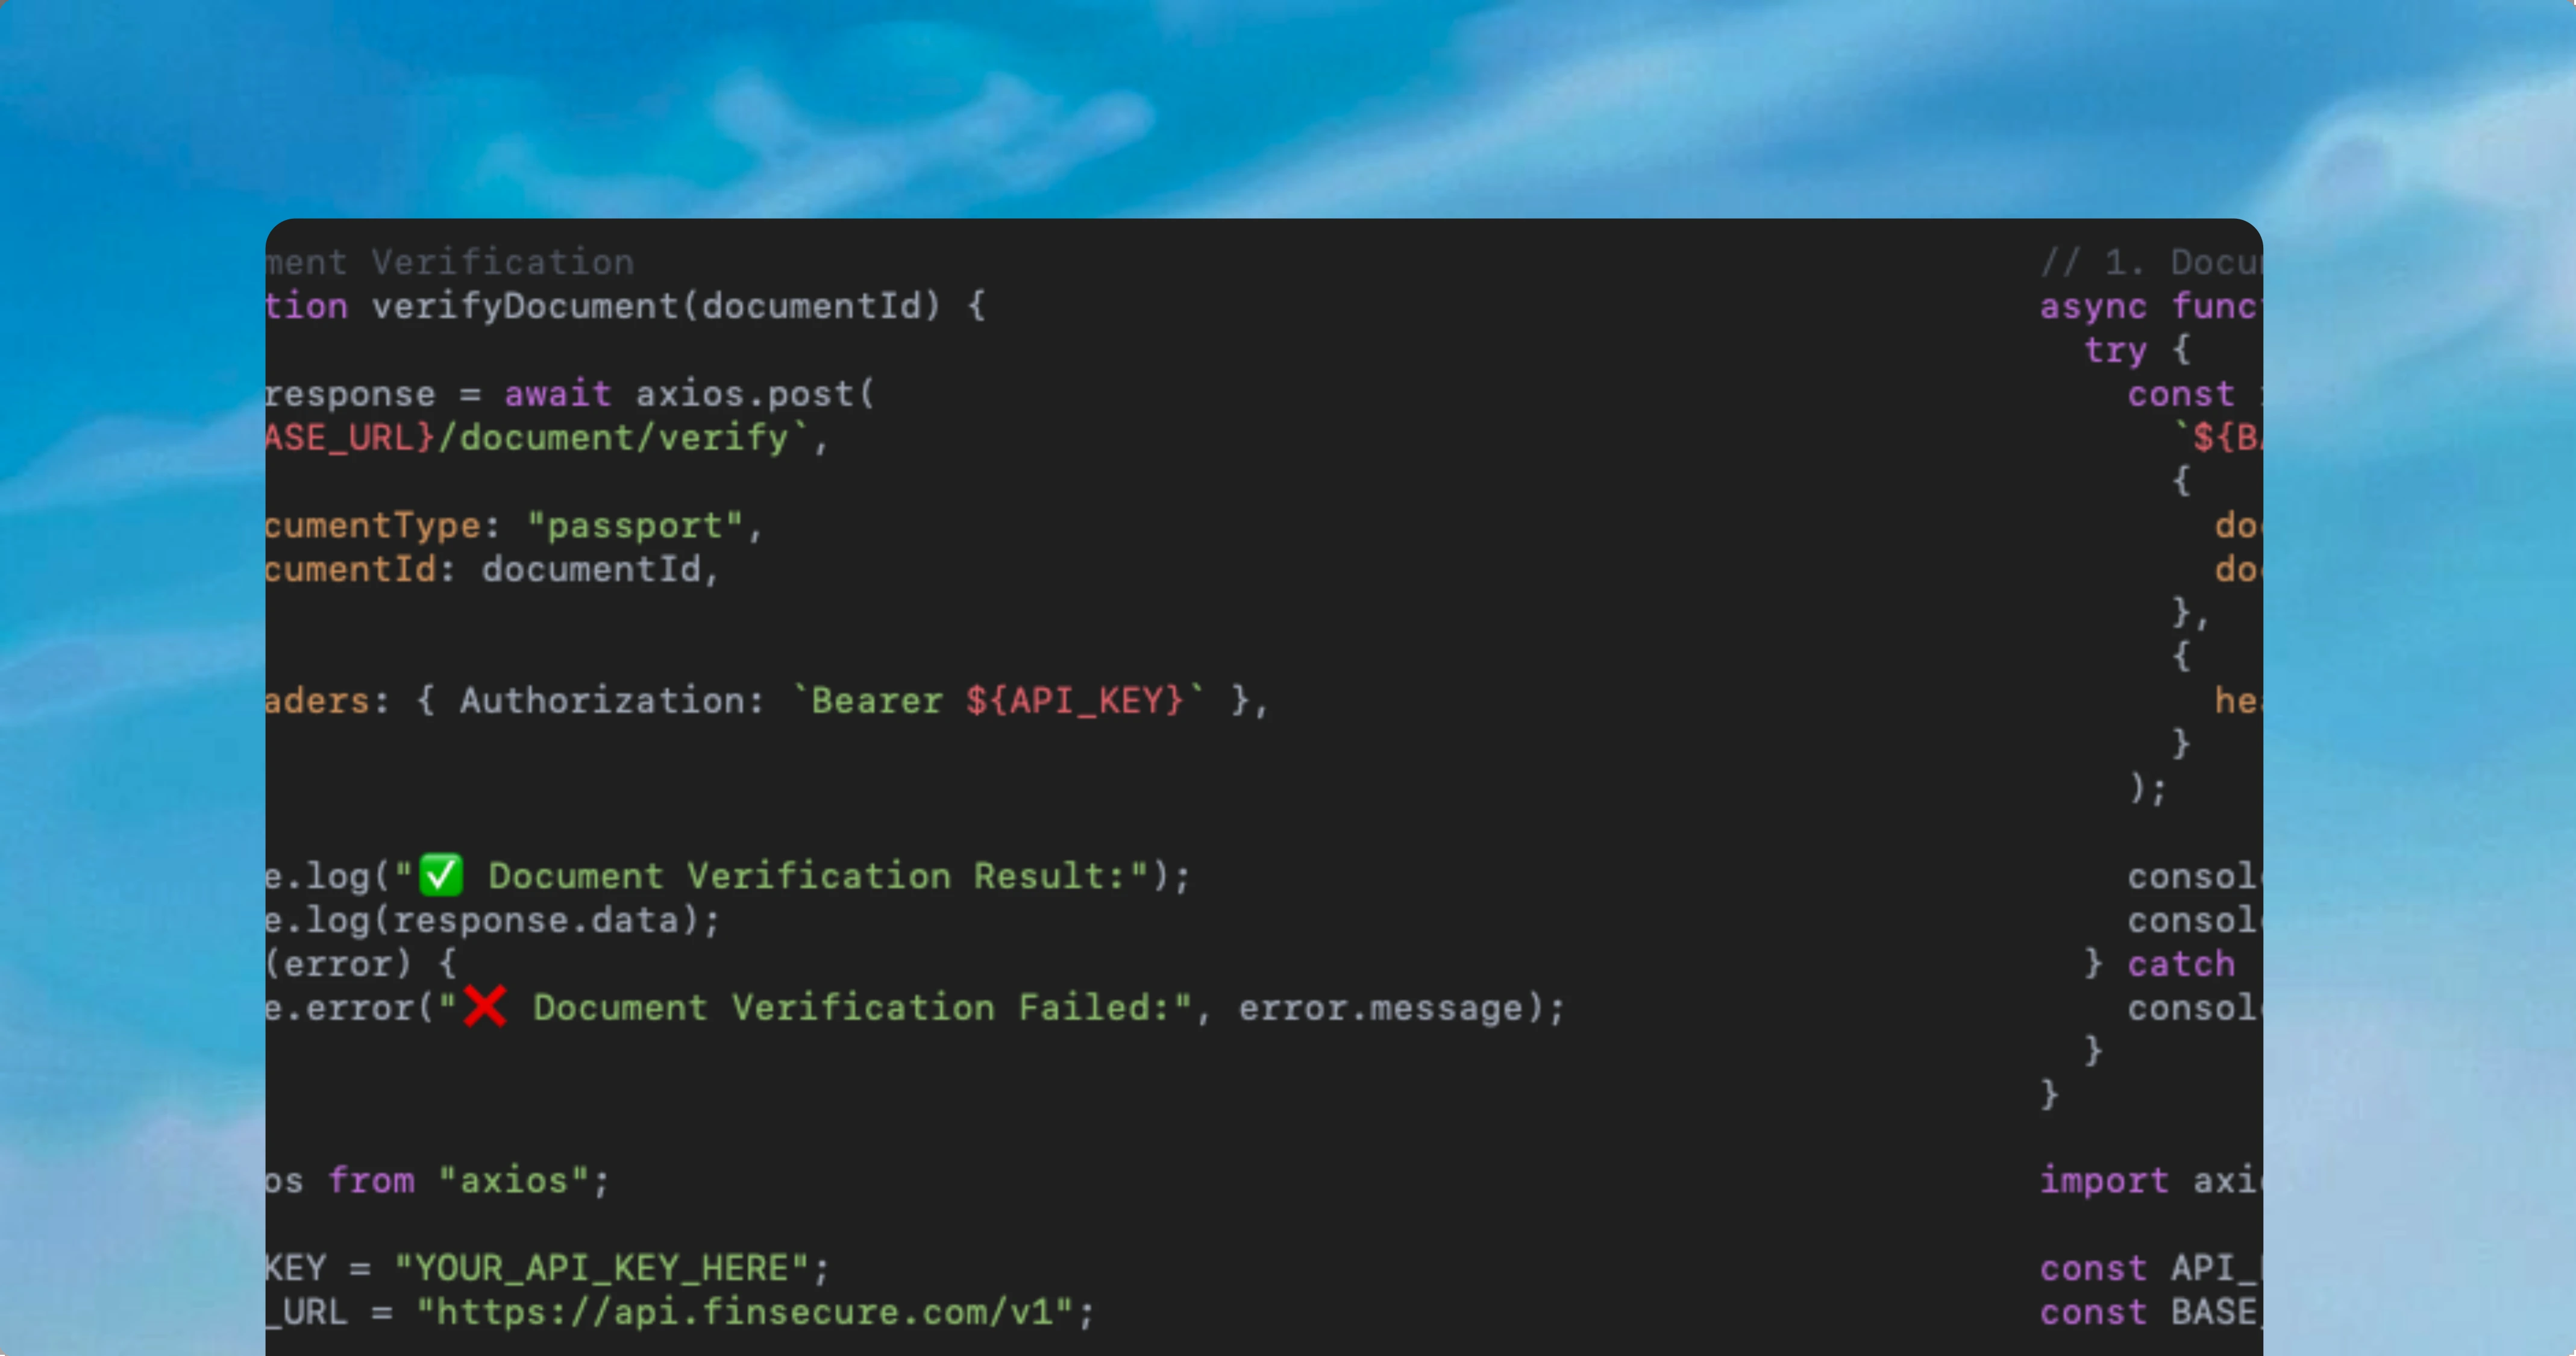 ment Verification
tion verifyDocument(documentId) {
response = await axios.post(
ASE_URL}/document/verify`,
cumentType: "passport",
cumentId: documentId,
aders: { Authorization: `Bearer ${API_KEY}` },
e.log("✅ Document Verification Result:");
e.log(response.data);
(error) {
e.error("❌ Document Verification Failed:", error.message);
os from "axios";
KEY = "YOUR_API_KEY_HERE";
_URL = "https://api.finsecure.com/v1";
// 1. Docu
async func
try {
const
`${B
{
do
do
},
{
he
}
);
consol
consol
} catch
consol
}
}
import axi
const API_
const BASE